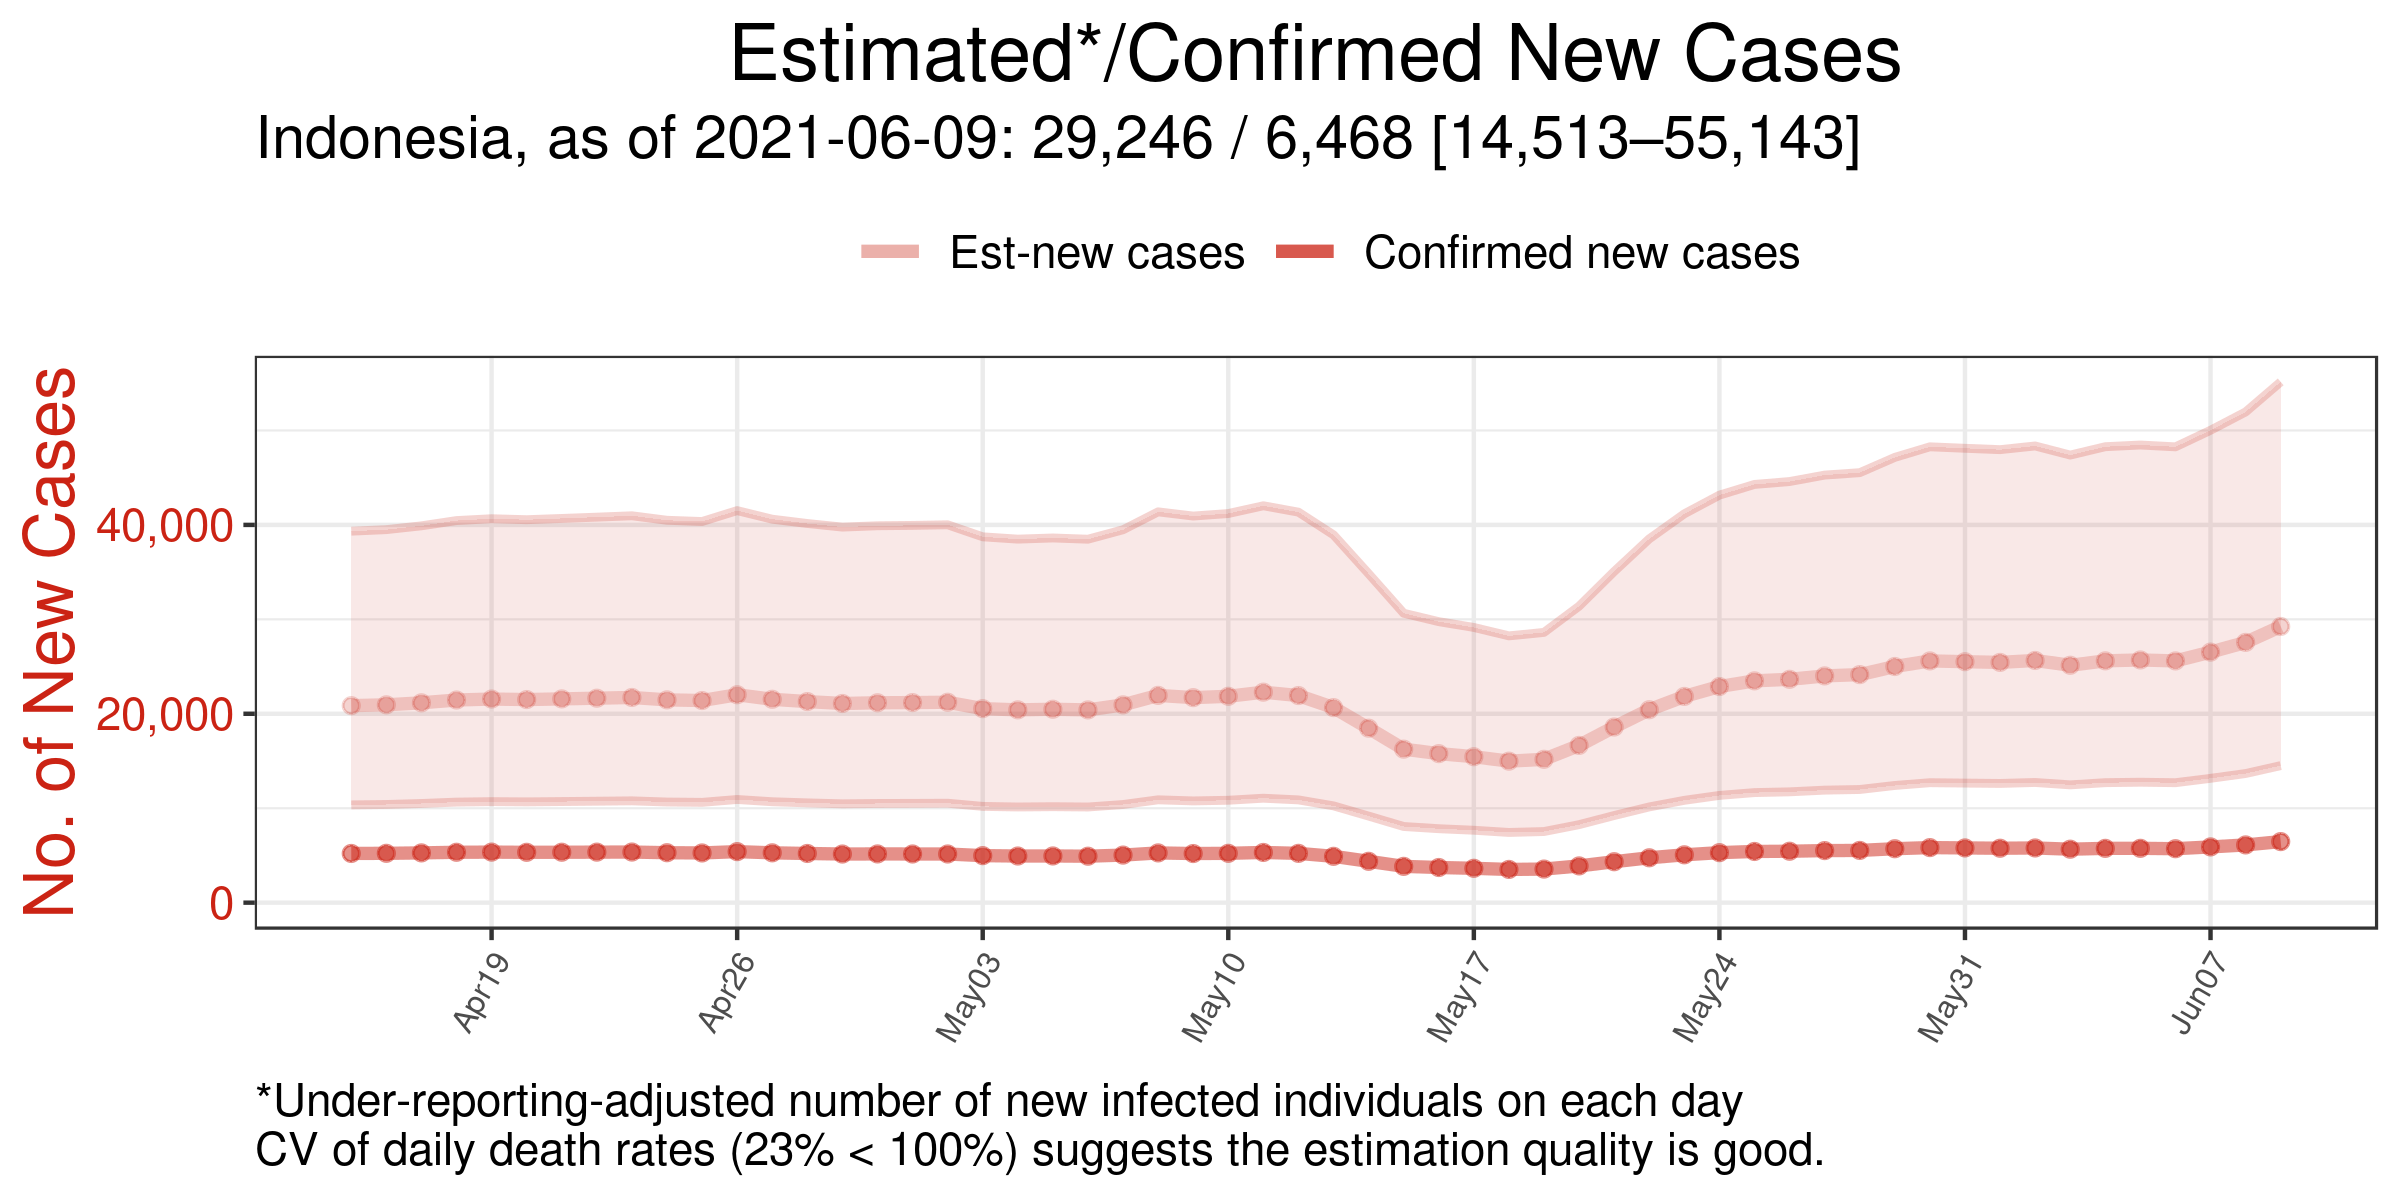 Estimated*/Confirmed New Cases
Indonesia, as of 2021-06-09: 29,246 / 6,468 [14,513–55,143]
Est-new cases Confirmed new cases
No. of New Cases
40,000
20,000
0
Apr19 Apr26 May03 May10 May17 May24 May31 Jun07
*Under-reporting-adjusted number of new infected individuals on each day
CV of daily death rates (23% < 100%) suggests the estimation quality is good.